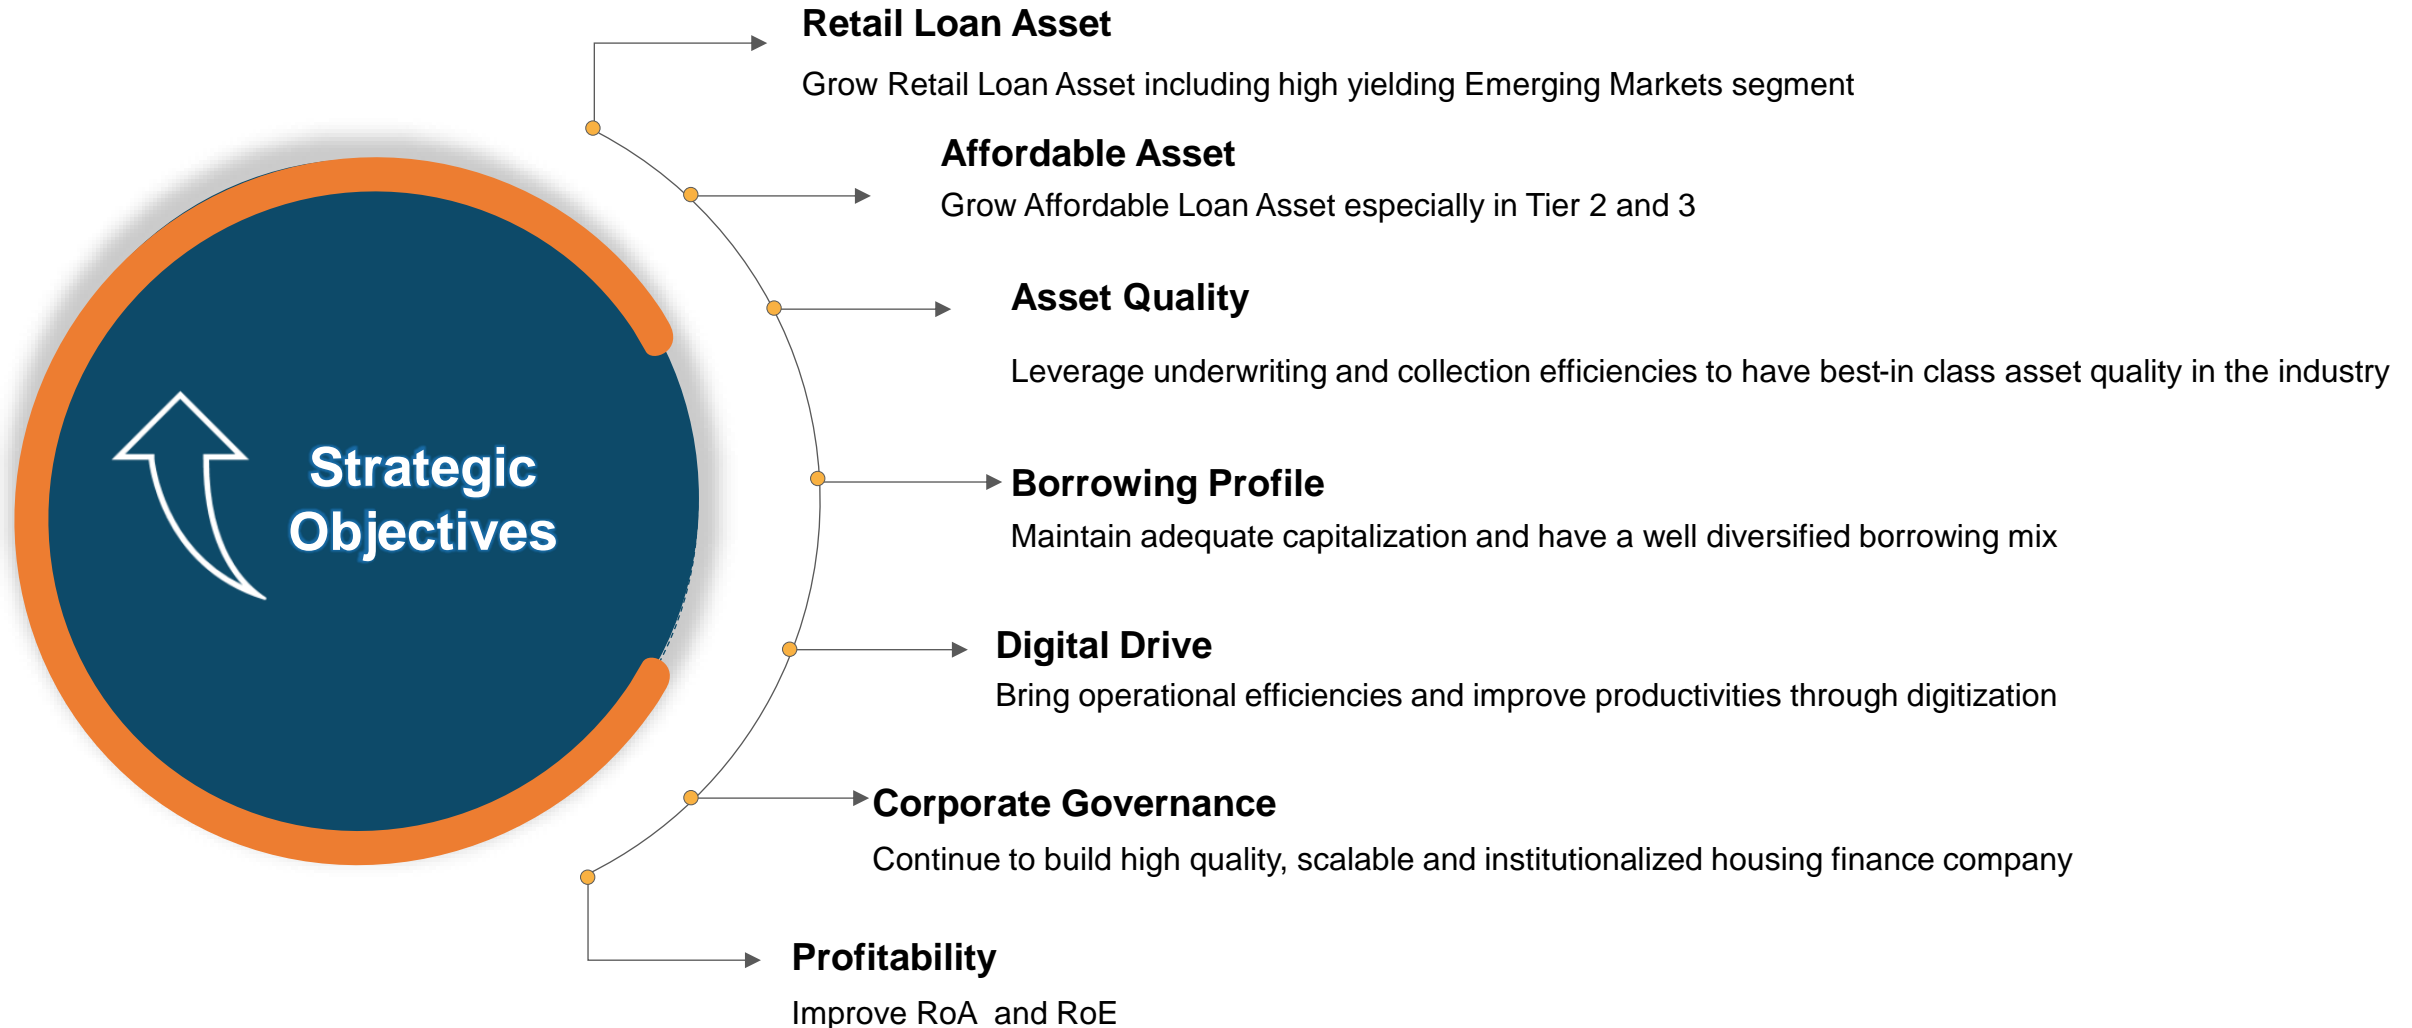 Retail Loan Asset
Grow Retail Loan Asset including high yielding Emerging Markets segment
Affordable Asset
Grow Affordable Loan Asset especially in Tier 2 and 3
Asset Quality
Leverage underwriting and collection efficiencies to have best-in class asset quality in the industry
Strategic
Objectives
Borrowing Profile
Maintain adequate capitalization and have a well diversified borrowing mix
Digital Drive
Bring operational efficiencies and improve productivities through digitization
Corporate Governance
Continue to build high quality, scalable and institutionalized housing finance company
Profitability
Improve RoA  and RoE